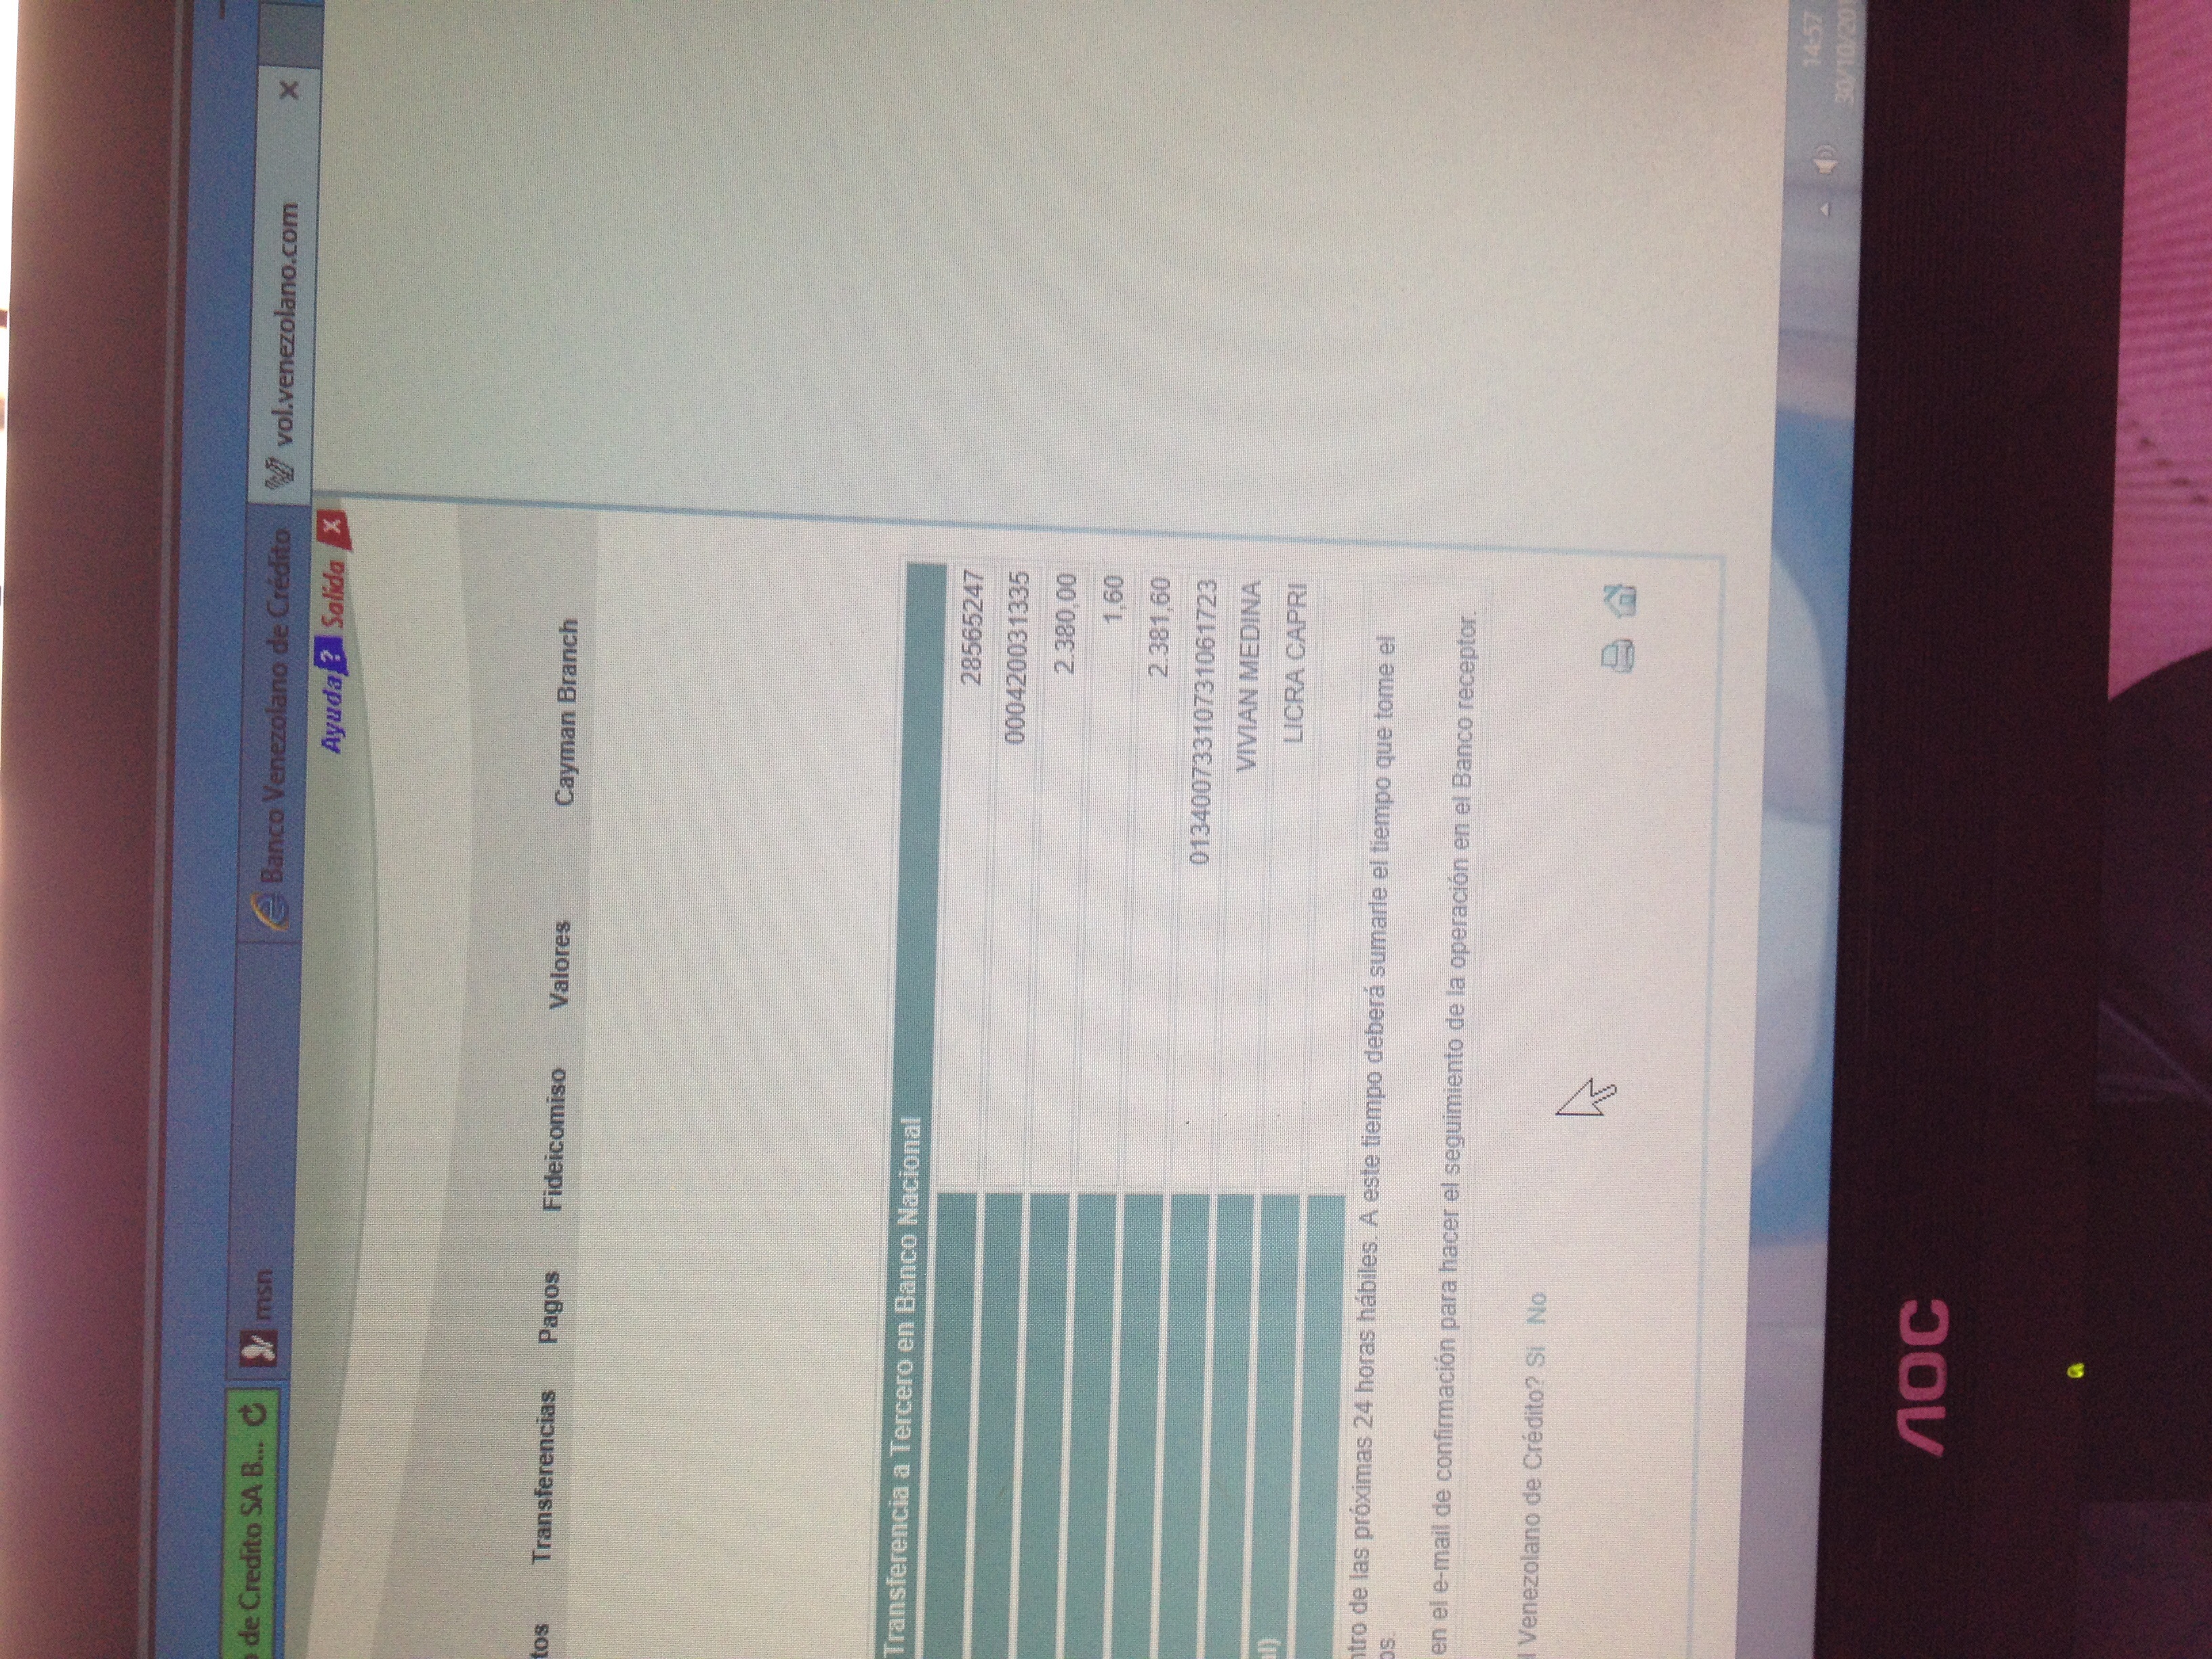 de Credito SA B...
msn
Banco Venezolano de Crédito
vol.venezolano.com
Ayuda ? Salida X
tos Transferencias Pagos Fideicomiso Valores Cayman Branch
Transferencia a Tercero en Banco Nacional
28565247
000420031335
2.380,00
1,60
2.381,60
01340073310731061723
VIVIAN MEDINA
al) LICRA CAPRI
ntro de las próximas 24 horas hábiles. A este tiempo deberá sumarle el tiempo que tome el
os.
en el e-mail de confirmación para hacer el seguimiento de la operación en el Banco receptor.
l Venezolano de Crédito? Si No
14:57
30/10/201
AOC